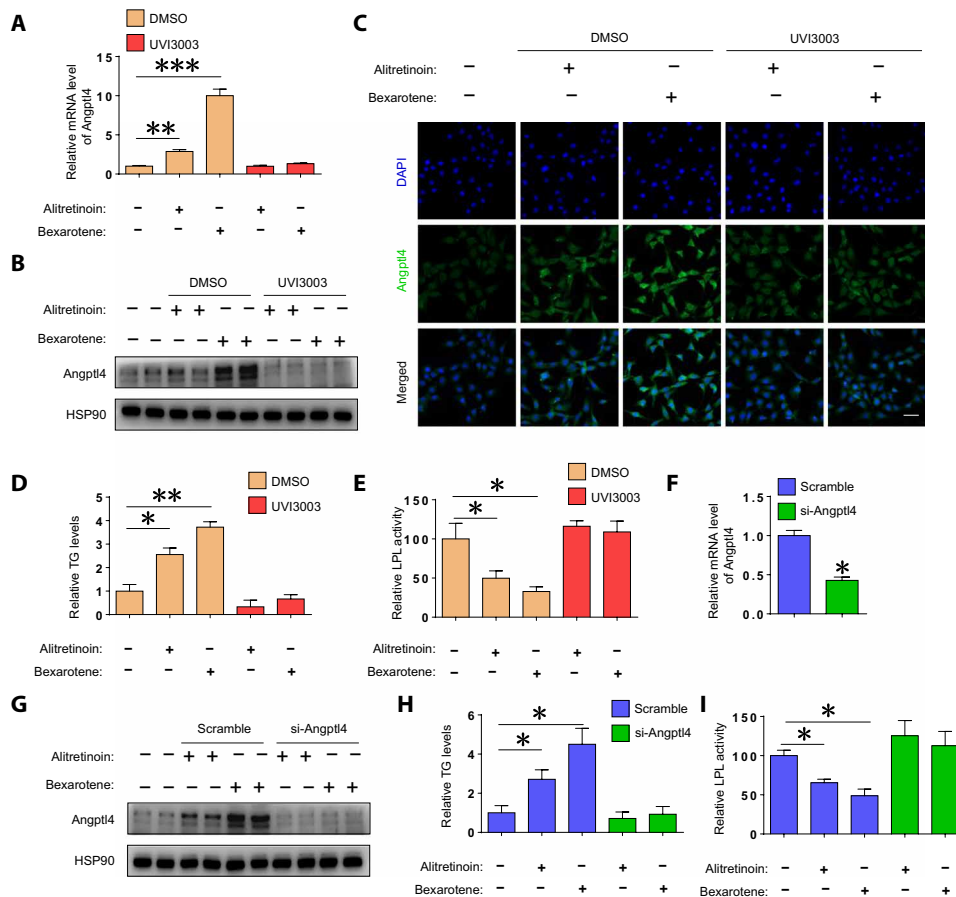 A
DMSO
UVI3003
Relative mRNA level
of Angptl4
15
10
5
0
***
**
Alitretinoin: – + – + –
Bexarotene: – – + – +
B
DMSO UVI3003
Alitretinoin: – – + + – – + + – –
Bexarotene: – – – – + + – – + +
Angptl4
HSP90
C
DMSO UVI3003
Alitretinoin: – + – + –
Bexarotene: – – + – +
DAPI
Angptl4
Merged
D
DMSO
UVI3003
Relative TG levels
5
4
3
2
1
0
**
*
Alitretinoin: – + – + –
Bexarotene: – – + – +
E
DMSO
UVI3003
Relative LPL activity
150
100
50
0
*
*
Alitretinoin: – + – + –
Bexarotene: – – + – +
F
Scramble
si-Angptl4
Relative mRNA level
of Angptl4
1.5
1.0
0.5
0.0
*
G
Scramble si-Angptl4
Alitretinoin: – – + + – – + + – –
Bexarotene: – – – – + + – – + +
Angptl4
HSP90
H
Scramble
si-Angptl4
Relative TG levels
6
4
2
0
*
*
Alitretinoin: – + – + –
Bexarotene: – – + – +
I
Relative LPL activity
150
100
50
0
*
*
Alitretinoin: – + – + –
Bexarotene: – – + – +